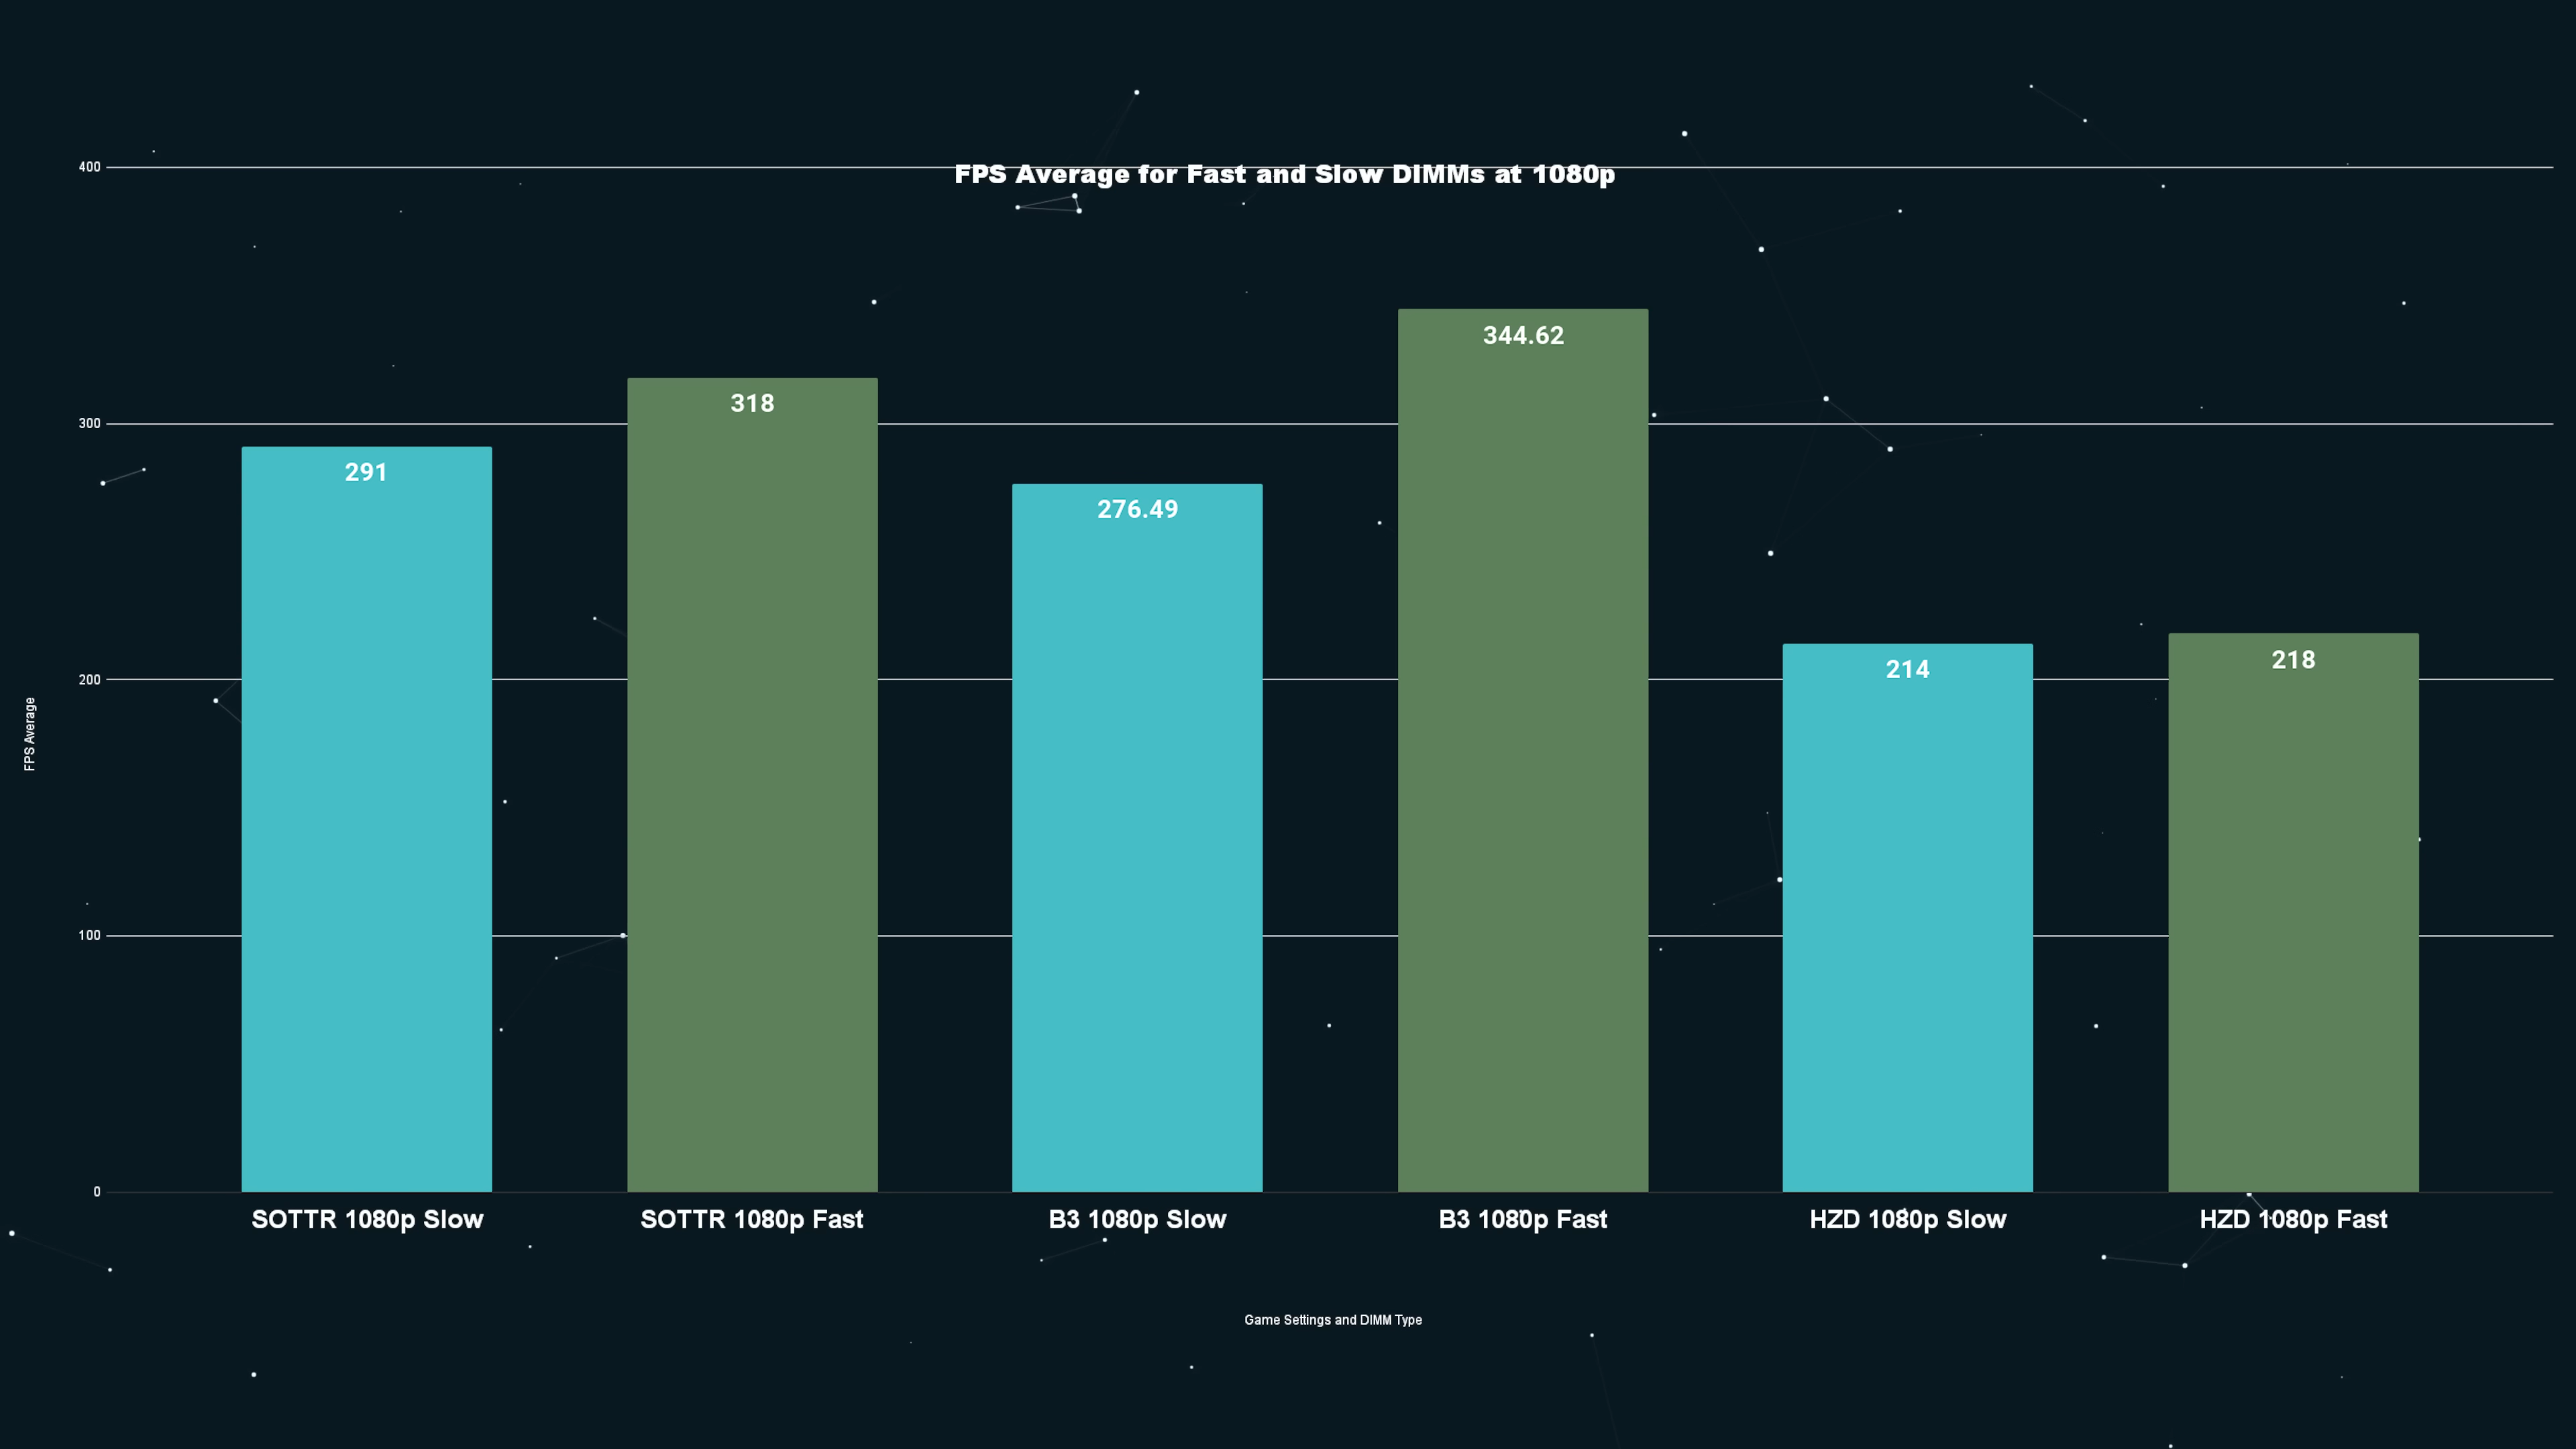 FPS Average for Fast and Slow DIMMs at 1080p
400
300
200
100
0
FPS Average
291
318
276.49
344.62
214
218
SOTTR 1080p Slow
SOTTR 1080p Fast
B3 1080p Slow
B3 1080p Fast
HZD 1080p Slow
HZD 1080p Fast
Game Settings and DIMM Type